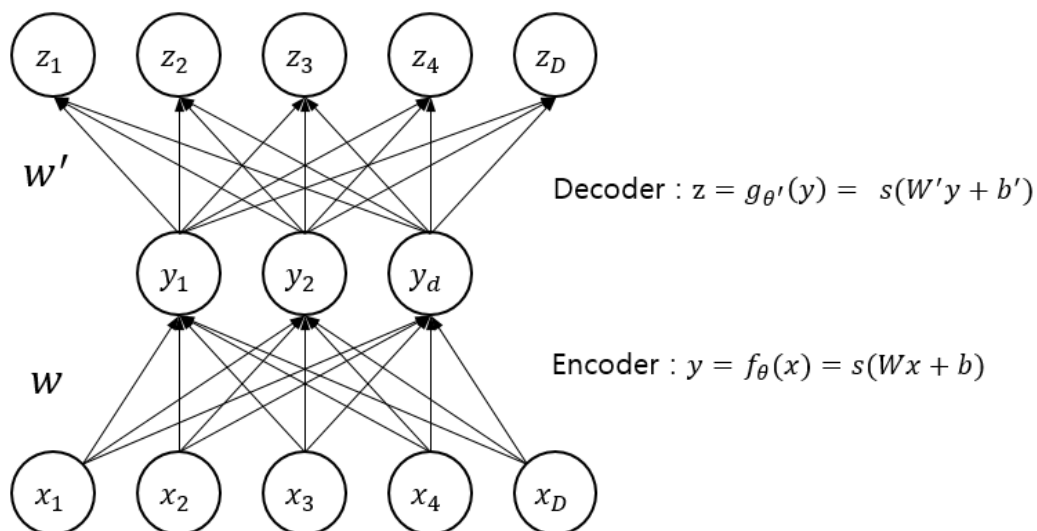 z₁ z₂ z₃ z₄ z_D
w′
Decoder : z = g_θ′(y) = s(W′y + b′)
y₁ y₂ y_d
Encoder : y = f_θ(x) = s(Wx + b)
w
x₁ x₂ x₃ x₄ x_D